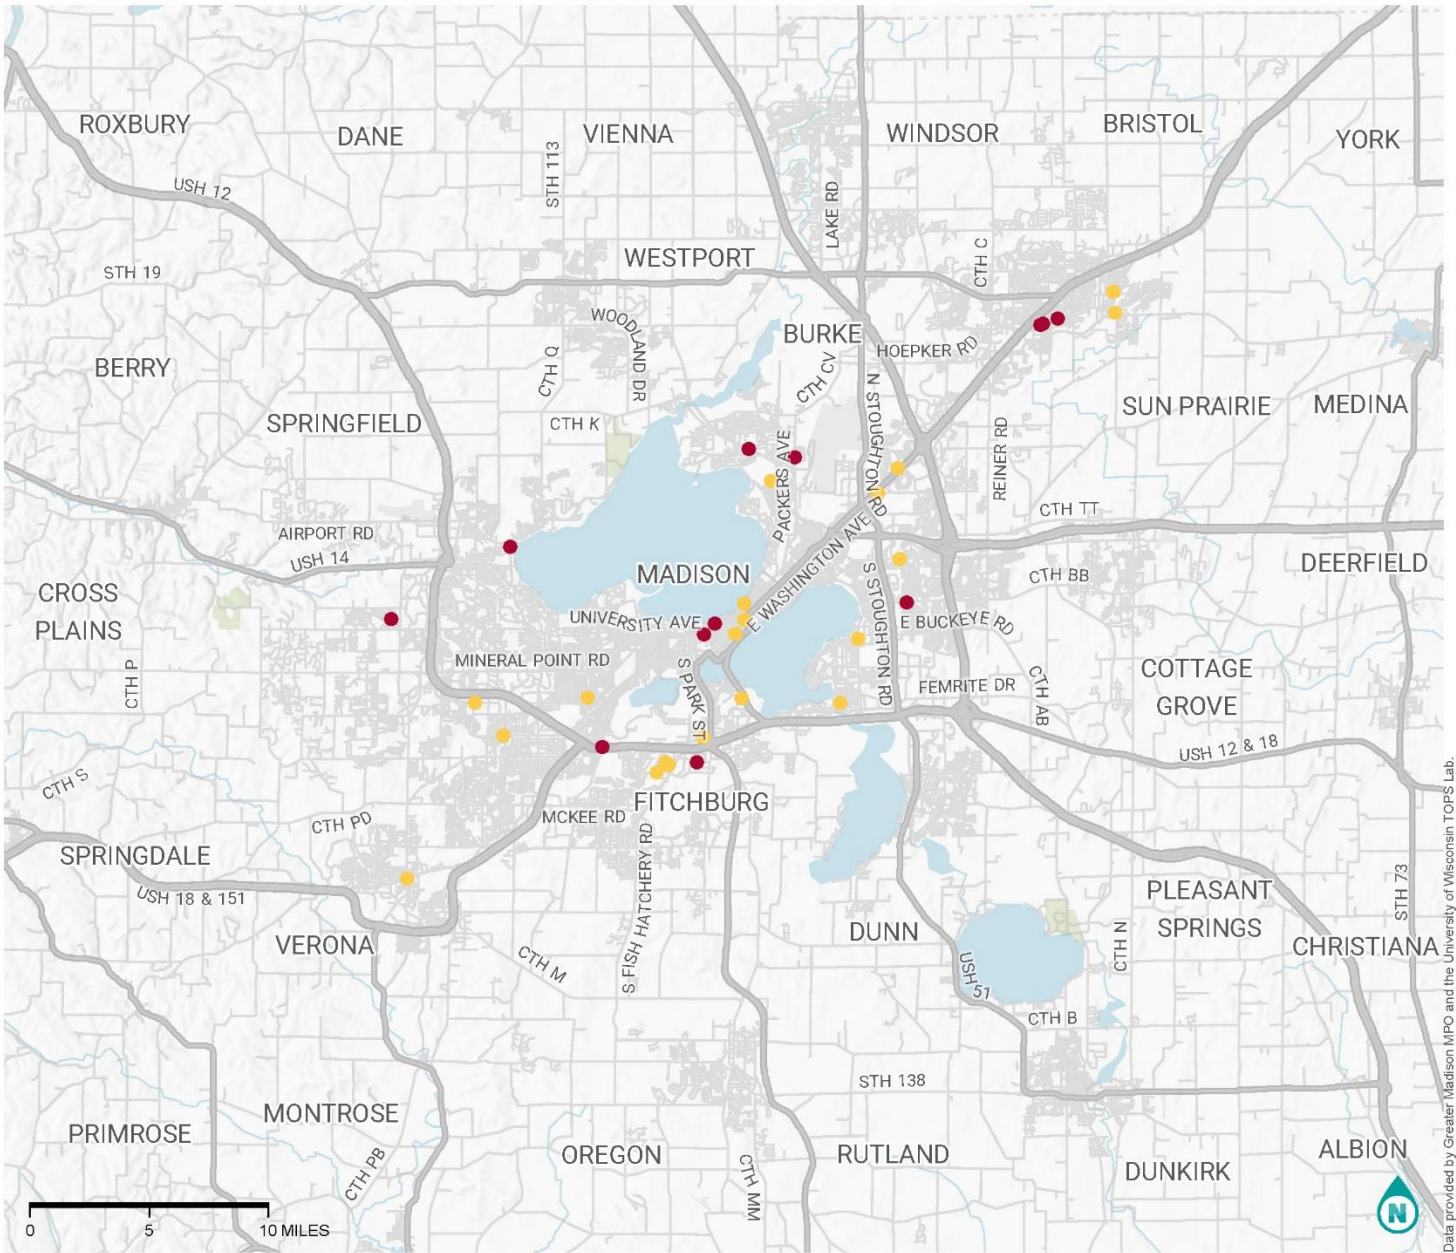 ROXBURY
DANE
VIENNA
WINDSOR
BRISTOL
YORK
STH 113
USH 12
LAKE RD
WESTPORT
CTH C
STH 19
WOODLAND DR
BURKE
HOEPKER RD
CTH Q
CTH CV
BERRY
N STOUGHTON RD
SPRINGFIELD
CTH K
SUN PRAIRIE
MEDINA
PACKERS AVE
REINER RD
CTH TT
AIRPORT RD
USH 14
E WASHINGTON AVE
MADISON
DEERFIELD
CTH BB
CROSS
PLAINS
S STOUGHTON RD
UNIVERSITY AVE
E BUCKEYE RD
MINERAL POINT RD
CTH P
S PARK ST
FEMRITE DR
CTH AB
COTTAGE
GROVE
USH 12 & 18
CTH S
FITCHBURG
MCKEE RD
CTH PD
SPRINGDALE
USH 18 & 151
S FISH HATCHERY RD
STH 73
PLEASANT
SPRINGS
DUNN
VERONA
CTH M
CTH N
CHRISTIANA
USH 51
CTH B
STH 138
MONTROSE
PRIMROSE
CTH PB
OREGON
CTH MM
RUTLAND
DUNKIRK
ALBION
N
0 5 10 MILES
Data provided by Greater Madison MPO and the University of Wisconsin TOPS Lab.